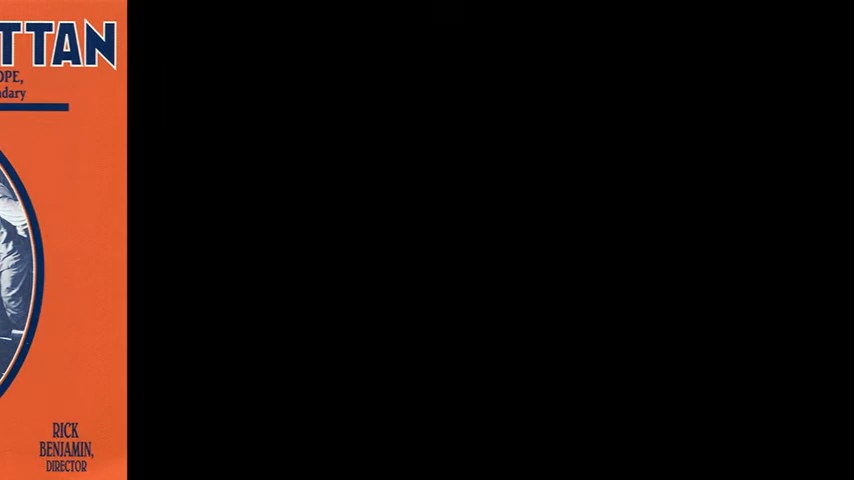 TTAN
OPE,
ndary
RICK
BENJAMIN,
DIRECTOR